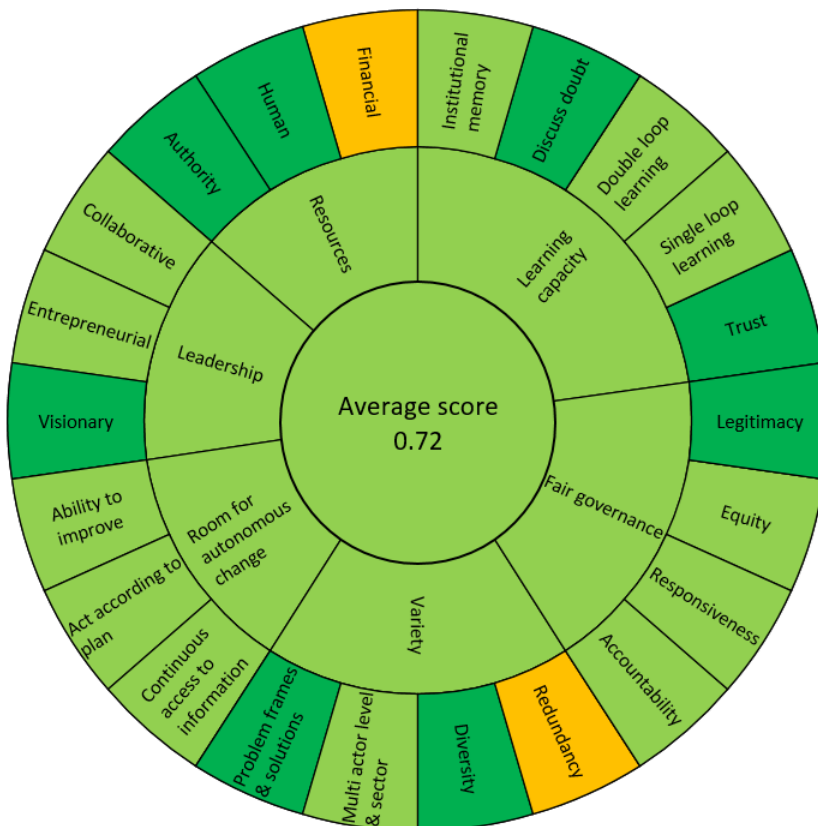 Financial
Institutional
memory
Discuss doubt
Double loop
learning
Single loop
learning
Trust
Legitimacy
Equity
Responsiveness
Accountability
Redundancy
Diversity
Multi actor level
& sector
Problem frames
& solutions
Continuous
access to
information
Act according to
plan
Ability to
improve
Visionary
Entrepreneurial
Collaborative
Authority
Human
Resources
Learning
capacity
Fair governance
Variety
Room for
autonomous
change
Leadership
Average score
0.72